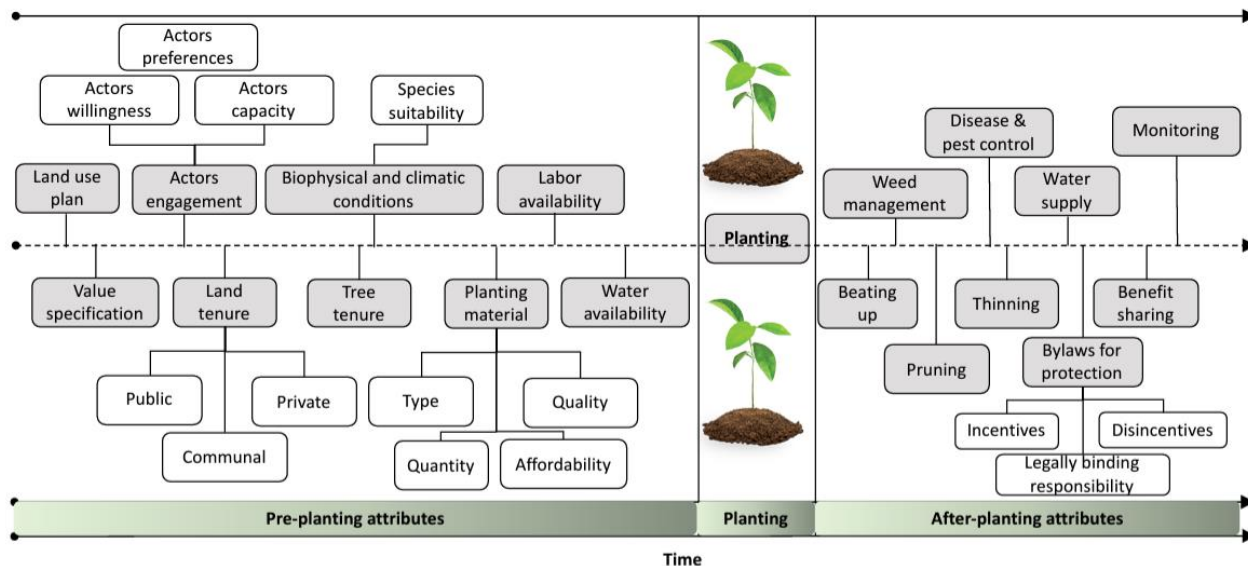 Actors
preferences
Actors
willingness
Actors
capacity
Species
suitability
Land use
plan
Actors
engagement
Biophysical and climatic
conditions
Labor
availability
Value
specification
Land
tenure
Tree
tenure
Planting
material
Water
availability
Public
Private
Communal
Type
Quality
Quantity
Affordability
Planting
Disease &
pest control
Monitoring
Weed
management
Water
supply
Beating
up
Thinning
Benefit
sharing
Pruning
Bylaws for
protection
Incentives
Disincentives
Legally binding
responsibility
Pre-planting attributes
Planting
After-planting attributes
Time